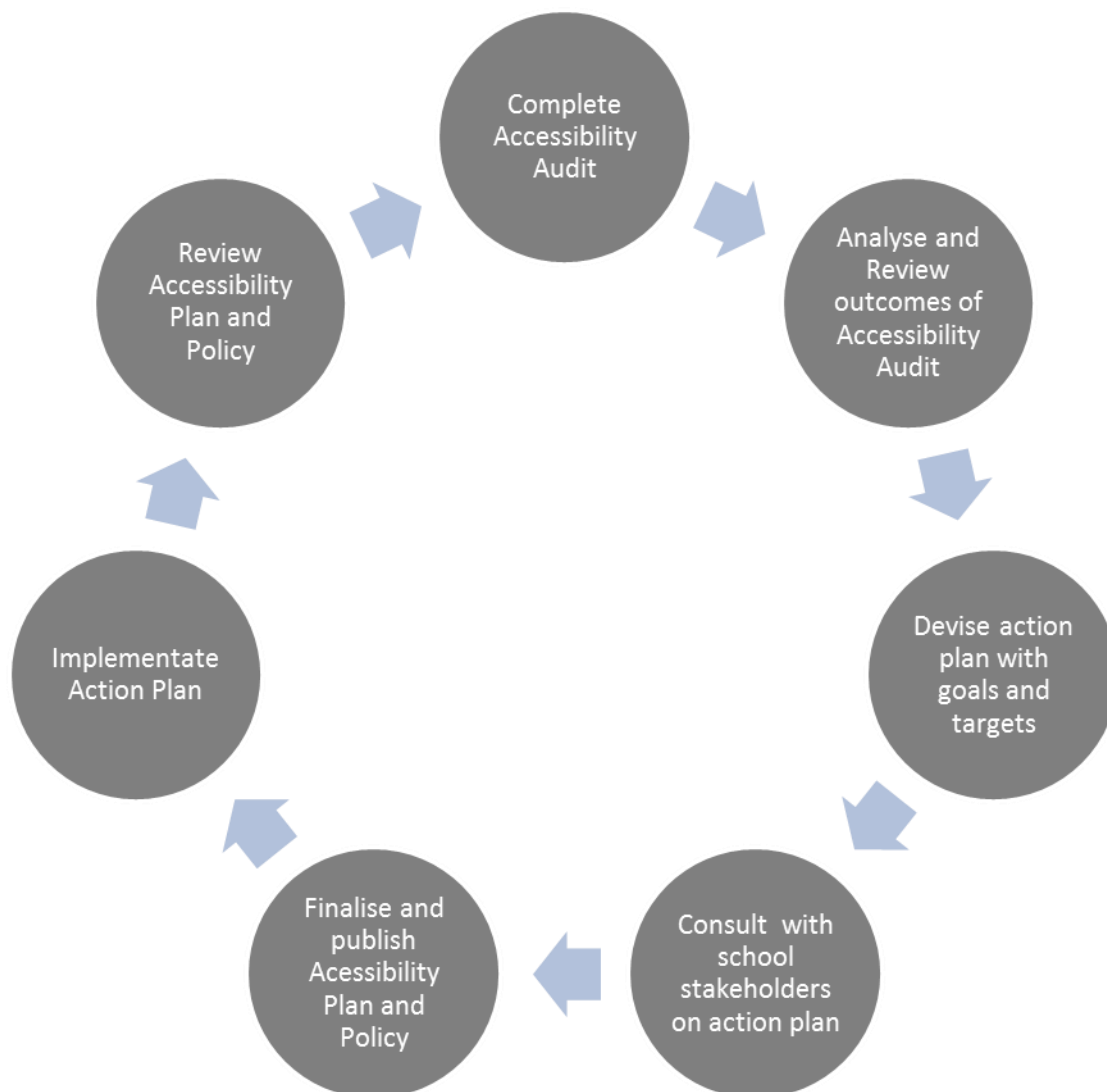 Complete
Accessibility
Audit
Analyse and
Review
outcomes of
Accessibility
Audit
Devise action
plan with
goals and
targets
Consult with
school
stakeholders
on action plan
Finalise and
publish
Acessibility
Plan and
Policy
Implementate
Action Plan
Review
Accessibility
Plan and
Policy